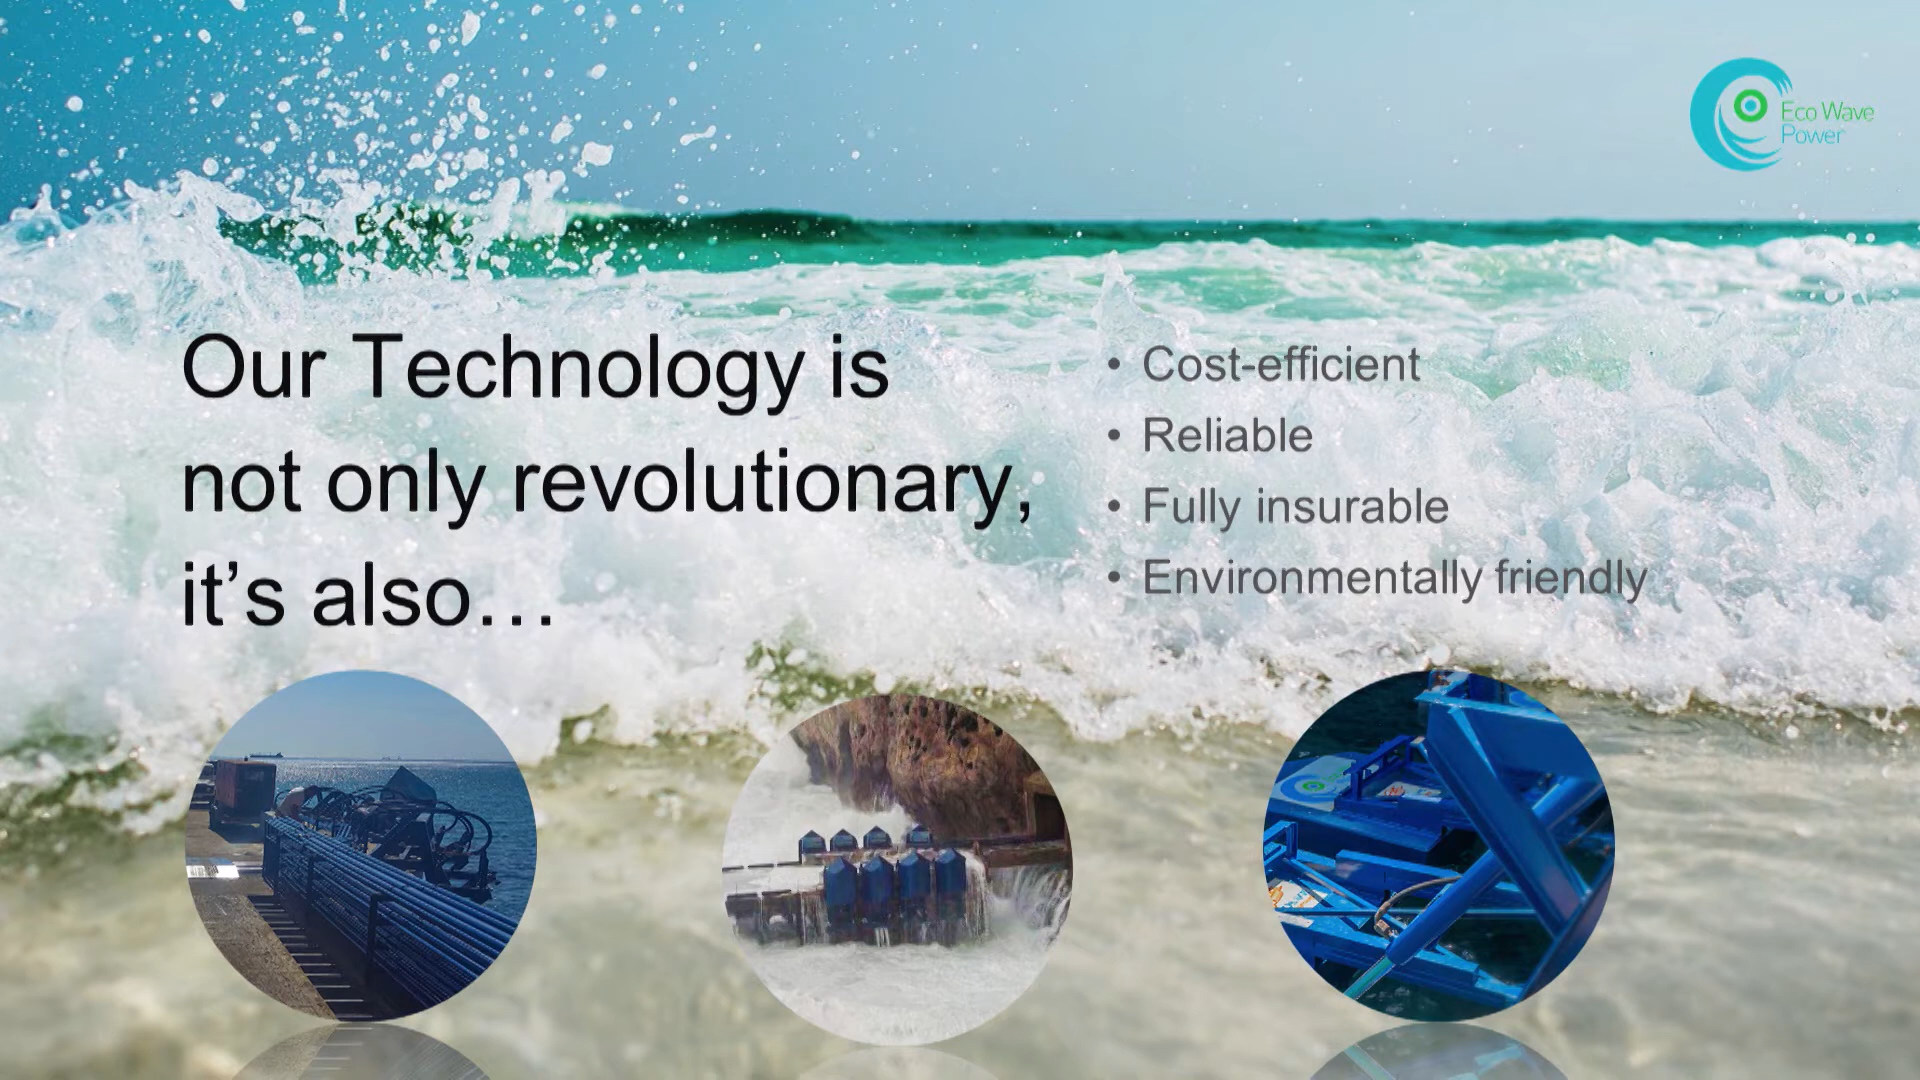 Eco Wave
Power
Our Technology is
not only revolutionary,
it’s also…
• Cost-efficient
• Reliable
• Fully insurable
• Environmentally friendly